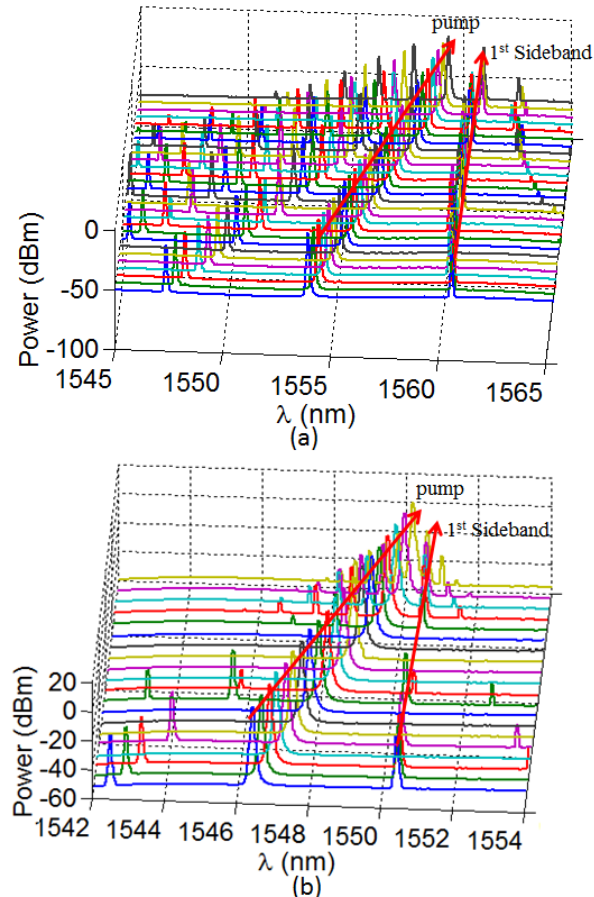 pump
1st Sideband
0
-50
-100
Power (dBm)
1545
1550
1555
1560
1565
λ (nm)
(a)
pump
1st Sideband
20
0
-20
-40
-60
Power (dBm)
1542
1544
1546
1548
1550
1552
1554
λ (nm)
(b)